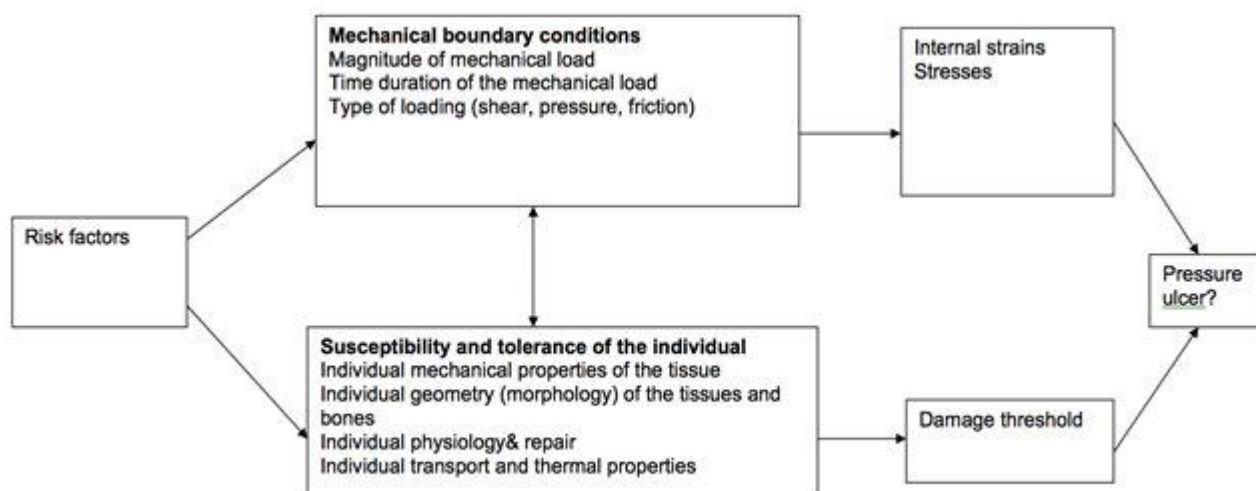 Mechanical boundary conditions
Magnitude of mechanical load
Time duration of the mechanical load
Type of loading (shear, pressure, friction)
Internal strains
Stresses
Risk factors
Pressure
ulcer?
Susceptibility and tolerance of the individual
Individual mechanical properties of the tissue
Individual geometry (morphology) of the tissues and
bones
Individual physiology& repair
Individual transport and thermal properties
Damage threshold